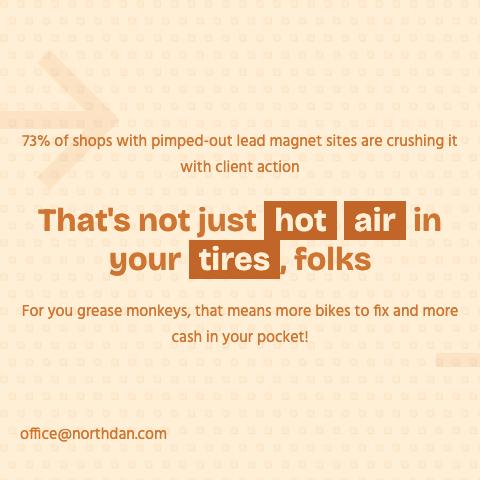 73% of shops with pimped-out lead magnet sites are crushing it
with client action
That's not just hot air in
your tires, folks
For you grease monkeys, that means more bikes to fix and more
cash in your pocket!
office@northdan.com